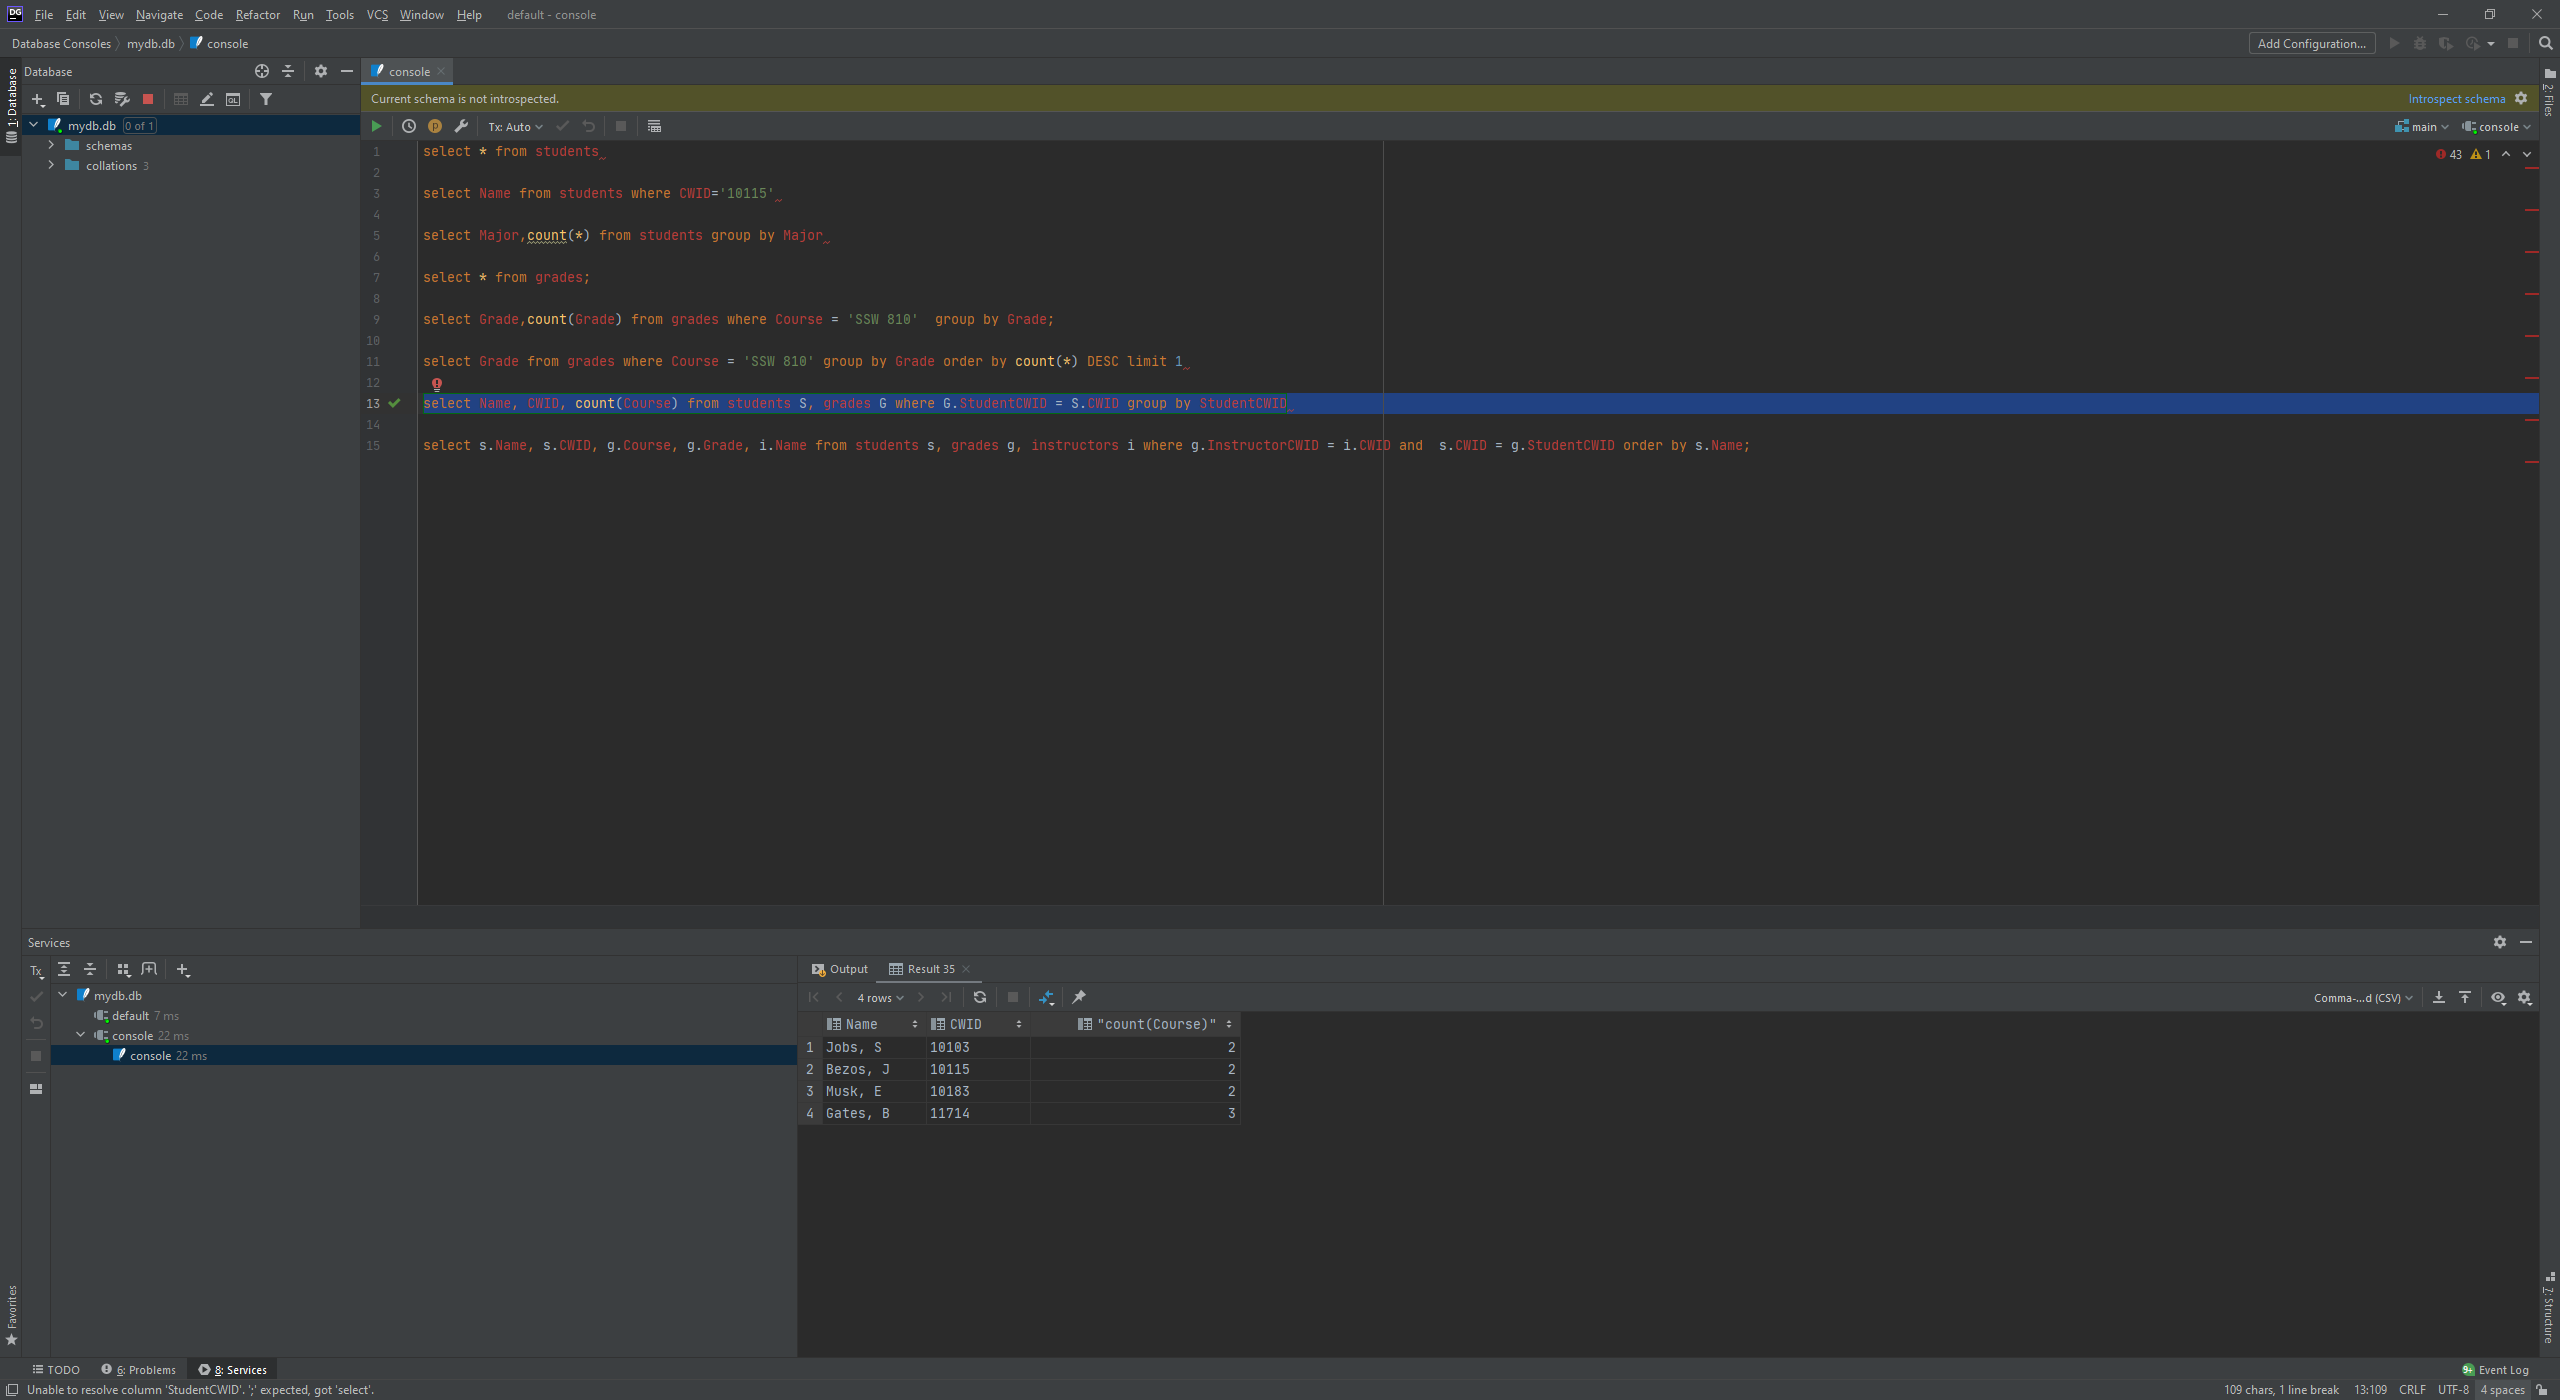 DG File Edit View Navigate Code Refactor Run Tools VCS Window Help default - console
Database Consoles mydb.db console Add Configuration...
1: Database
Database
mydb.db 0 of 1
schemas
collations 3
console
Current schema is not introspected. Introspect schema
Tx: Auto main console
43 1
1 select * from students
2
3 select Name from students where CWID='10115'
4
5 select Major,count(*) from students group by Major
6
7 select * from grades;
8
9 select Grade,count(Grade) from grades where Course = 'SSW 810'  group by Grade;
10
11 select Grade from grades where Course = 'SSW 810' group by Grade order by count(*) DESC limit 1
12
13 select Name, CWID, count(Course) from students S, grades G where G.StudentCWID = S.CWID group by StudentCWID
14
15 select s.Name, s.CWID, g.Course, g.Grade, i.Name from students s, grades g, instructors i where g.InstructorCWID = i.CWID and  s.CWID = g.StudentCWID order by s.Name;
2: Files
Services
Tx
mydb.db
default 7 ms
console 22 ms
console 22 ms
Output Result 35
4 rows Comma-...d (CSV)
Name CWID "count(Course)"
1 Jobs, S 10103 2
2 Bezos, J 10115 2
3 Musk, E 10183 2
4 Gates, B 11714 3
Favorites
7: Structure
TODO 6: Problems 8: Services 9+ Event Log
Unable to resolve column 'StudentCWID'. ';' expected, got 'select'. 109 chars, 1 line break 13:109 CRLF UTF-8 4 spaces